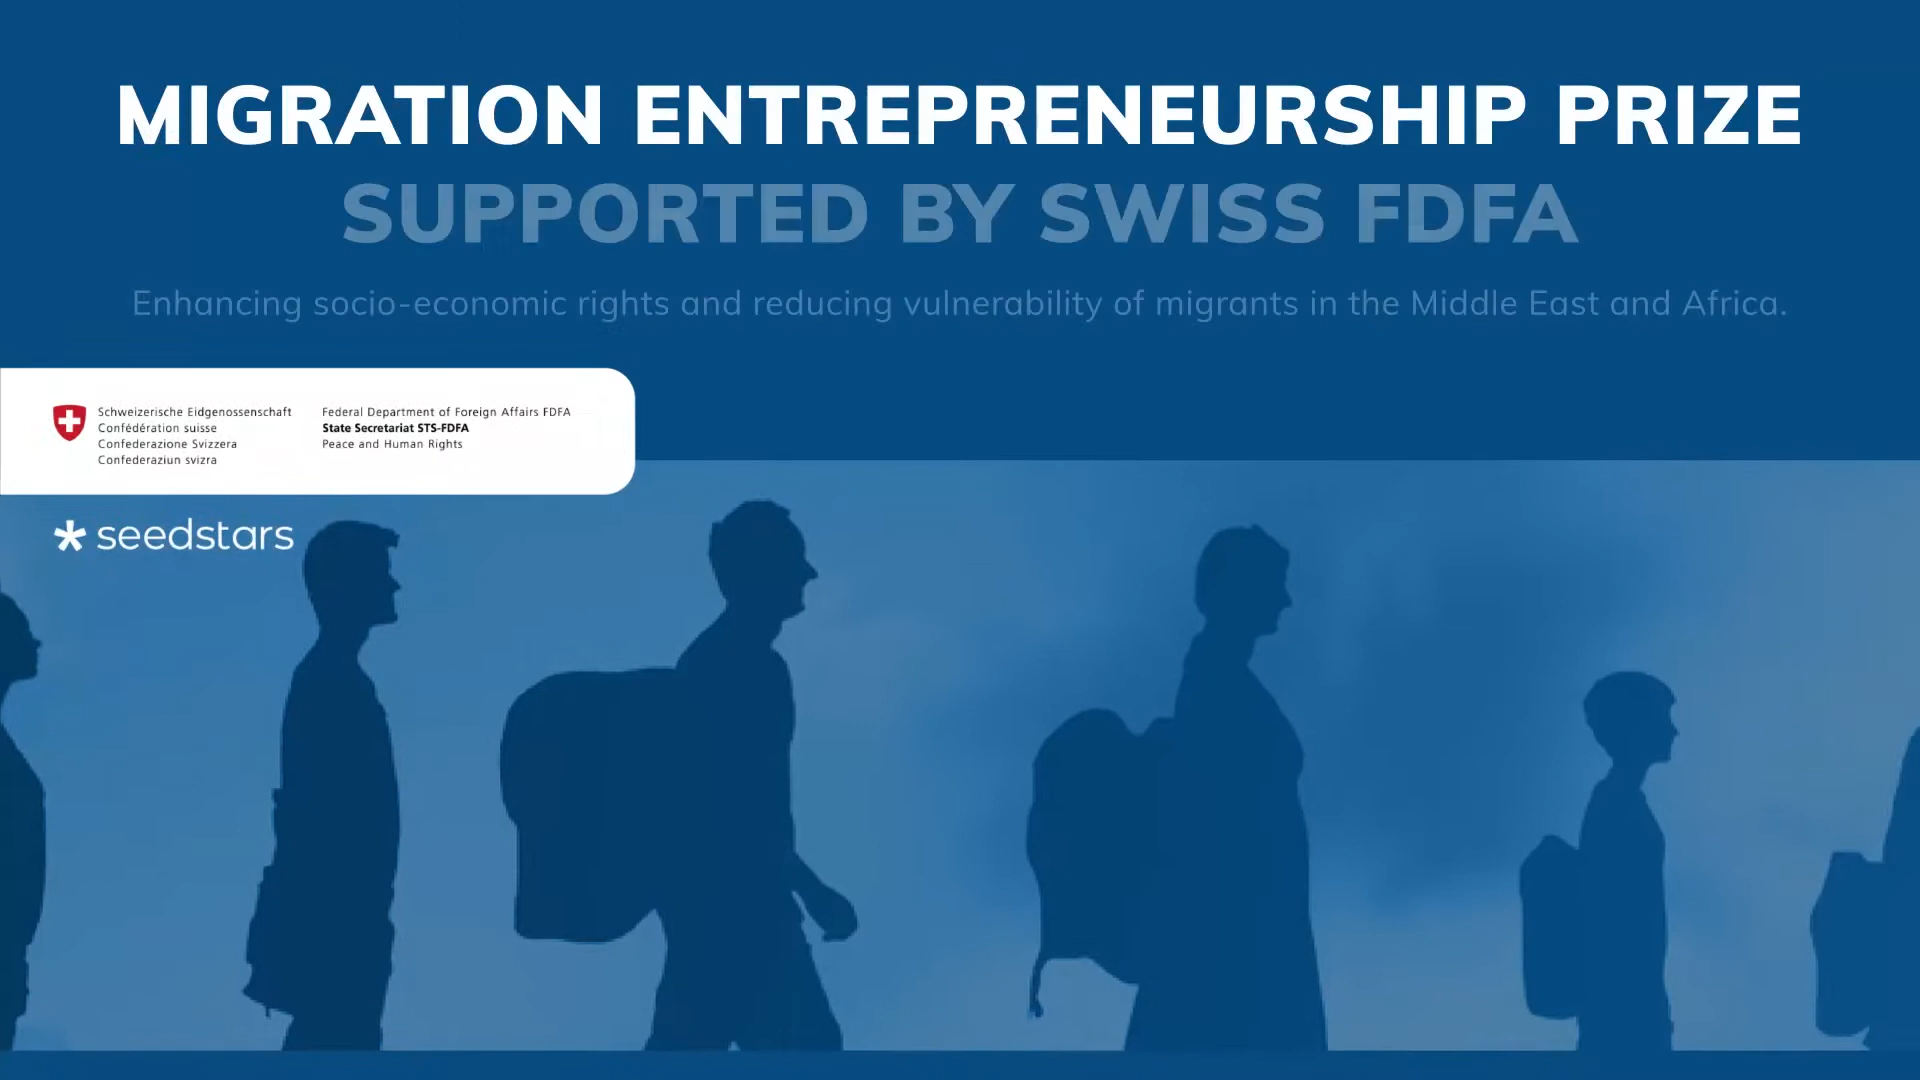 MIGRATION ENTREPRENEURSHIP PRIZE
SUPPORTED BY SWISS FDFA
Enhancing socio-economic rights and reducing vulnerability of migrants in the Middle East and Africa.
Schweizerische Eidgenossenschaft
Confédération suisse
Confederazione Svizzera
Confederaziun svizra
Federal Department of Foreign Affairs FDFA
State Secretariat STS-FDFA
Peace and Human Rights
seedstars